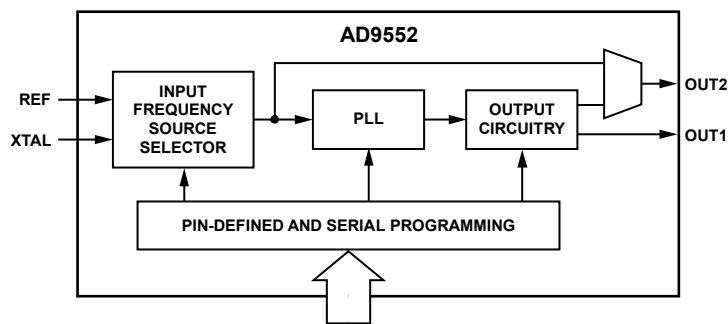 AD9552
REF
XTAL
INPUT
FREQUENCY
SOURCE
SELECTOR
PLL
OUTPUT
CIRCUITRY
OUT2
OUT1
PIN-DEFINED AND SERIAL PROGRAMMING